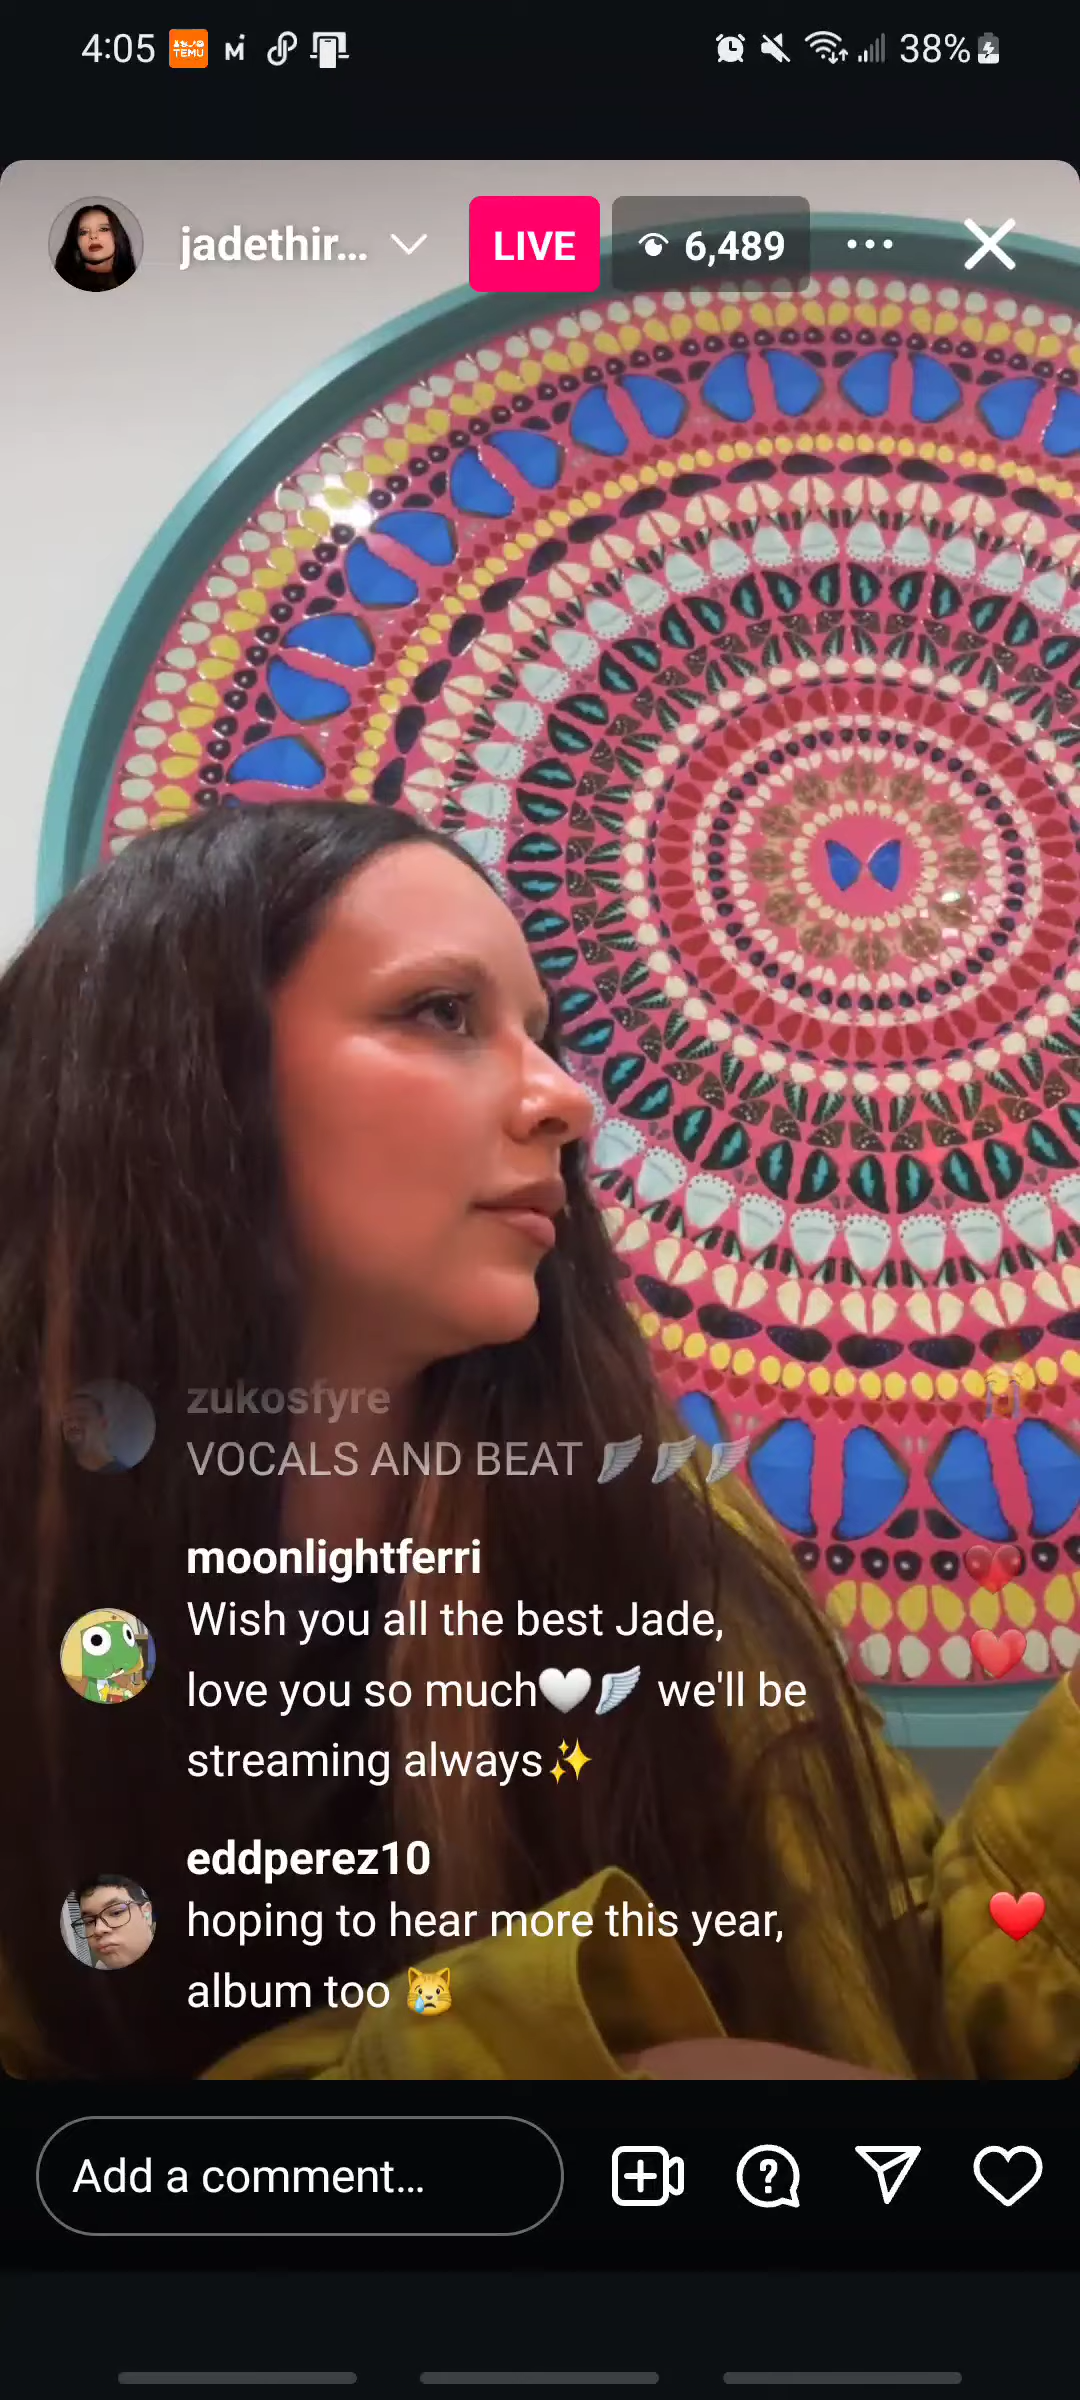 4:05
TEMU
38%
jadethir...
LIVE
6,489
zukosfyre
VOCALS AND BEAT 🪽🪽🪽
moonlightferri
Wish you all the best Jade,
love you so much🤍🪽 we'll be
streaming always✨
eddperez10
hoping to hear more this year,
album too 😿
Add a comment...